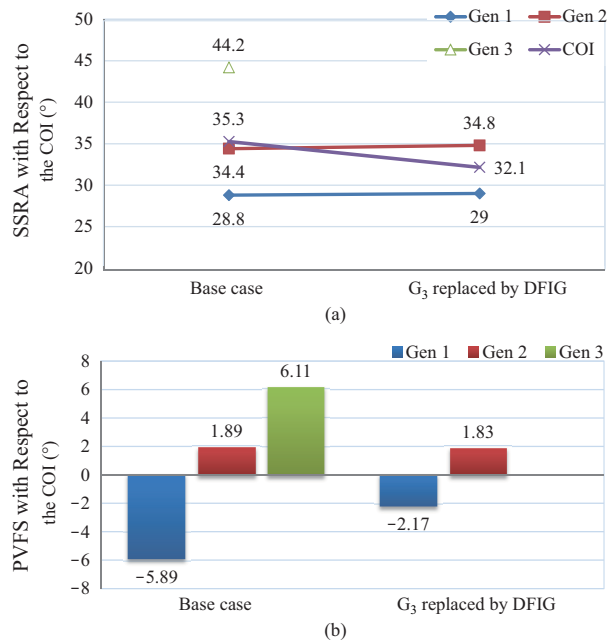 SSRA with Respect to
the COI (°)
50
45
40
35
30
25
20
Gen 1
Gen 2
Gen 3
COI
44.2
35.3
34.4
28.8
34.8
32.1
29
Base case
G3 replaced by DFIG
(a)
PVFS with Respect to
the COI (°)
8
6
4
2
0
−2
−4
−6
−8
Gen 1
Gen 2
Gen 3
6.11
1.89
−5.89
1.83
−2.17
Base case
G3 replaced by DFIG
(b)